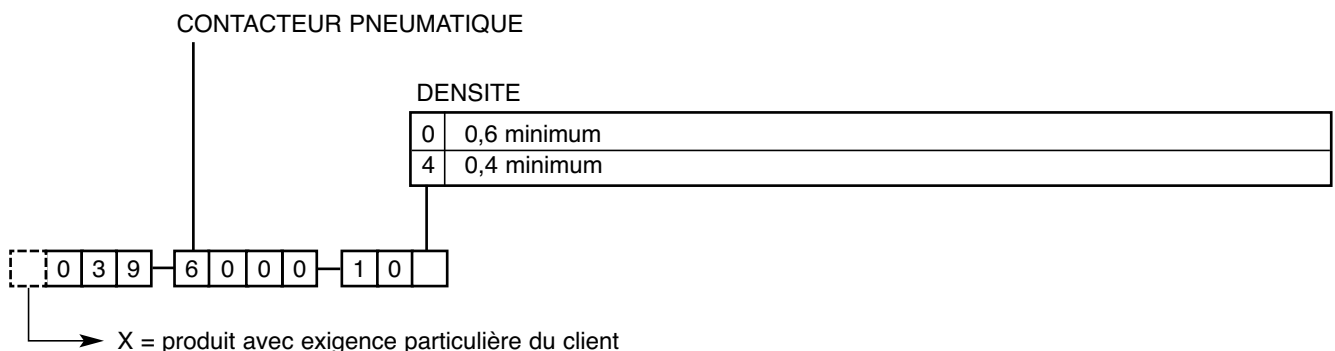 CONTACTEUR PNEUMATIQUE
DENSITE
0 0,6 minimum
4 0,4 minimum
0 3 9 - 6 0 0 0 - 1 0
X = produit avec exigence particulière du client